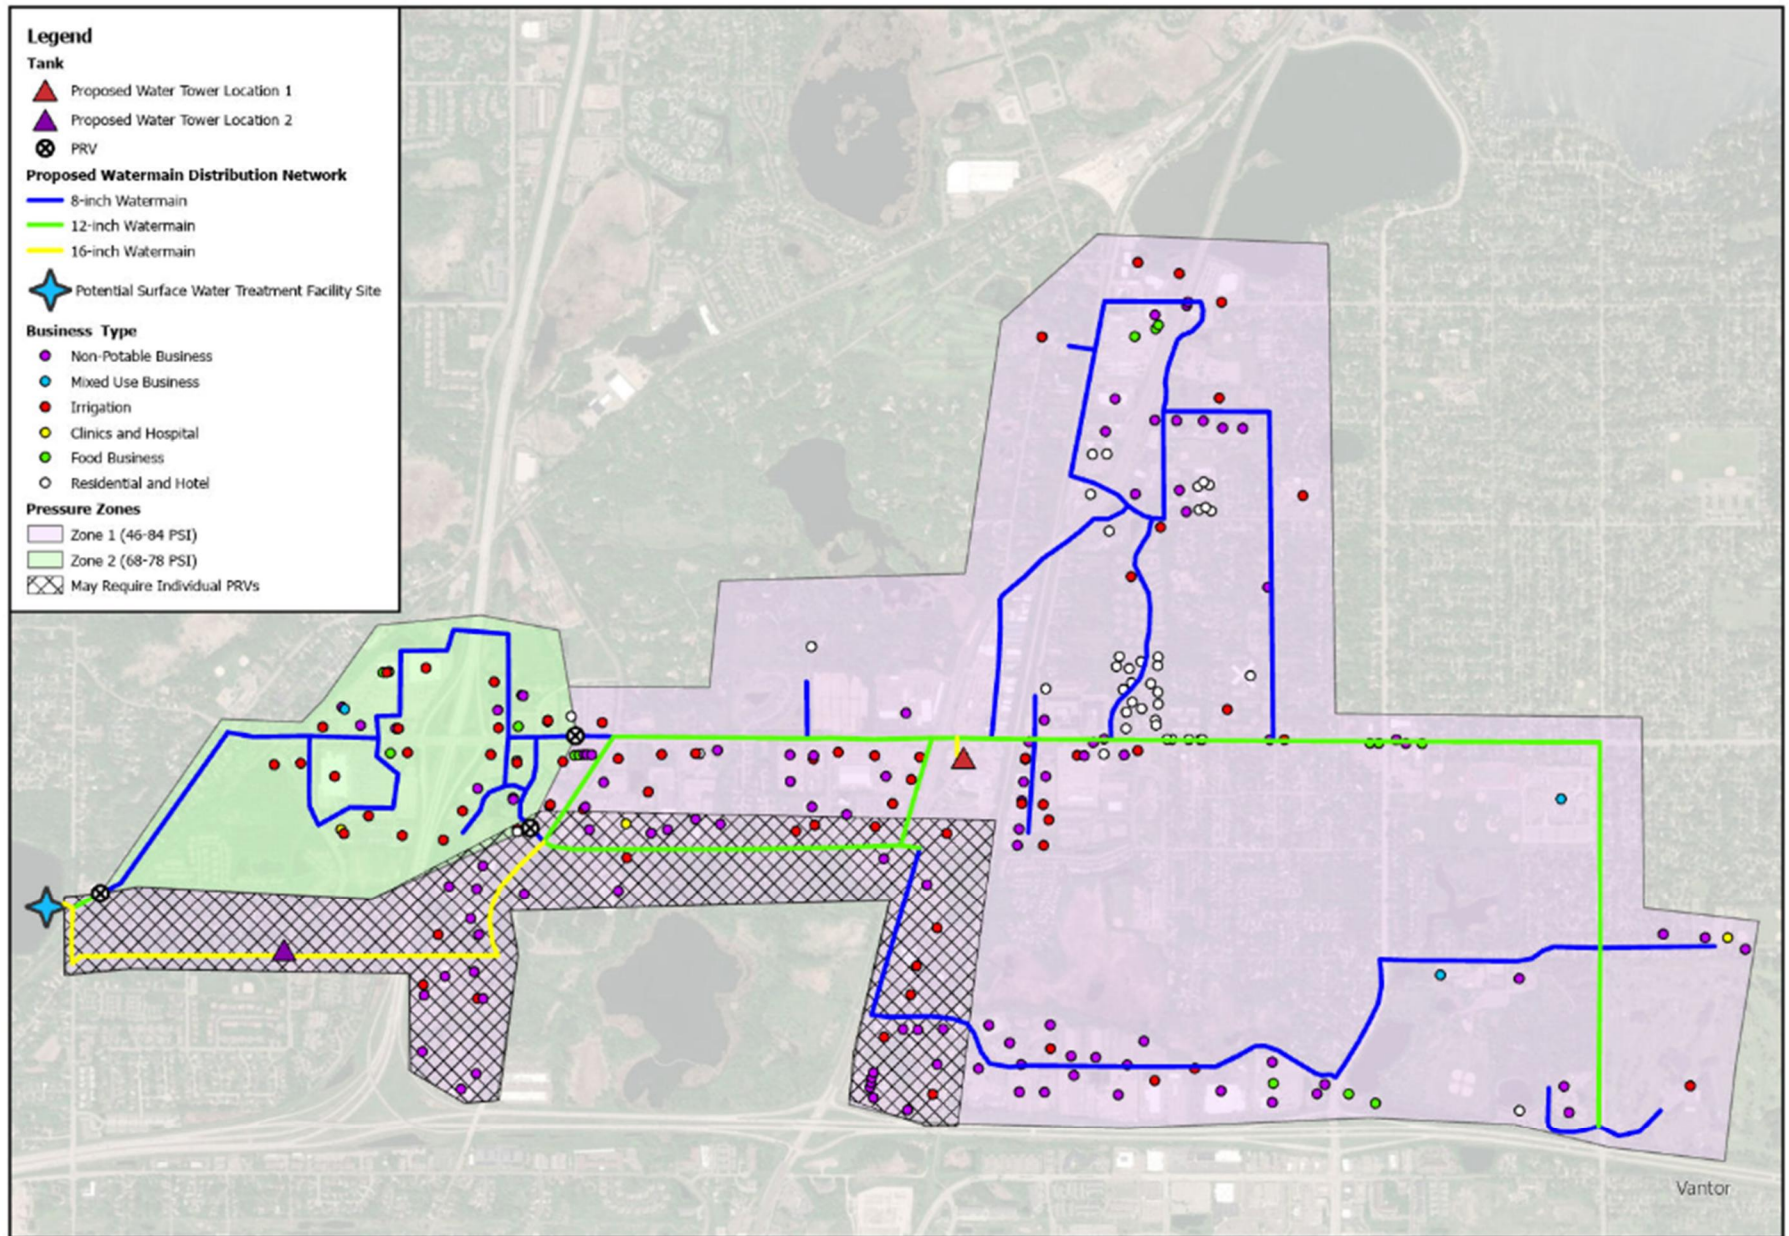 Legend
Tank
Proposed Water Tower Location 1
Proposed Water Tower Location 2
PRV
Proposed Watermain Distribution Network
8-inch Watermain
12-inch Watermain
16-inch Watermain
Potential Surface Water Treatment Facility Site
Business Type
Non-Potable Business
Mixed Use Business
Irrigation
Clinics and Hospital
Food Business
Residential and Hotel
Pressure Zones
Zone 1 (46-84 PSI)
Zone 2 (68-78 PSI)
May Require Individual PRVs
Vantor